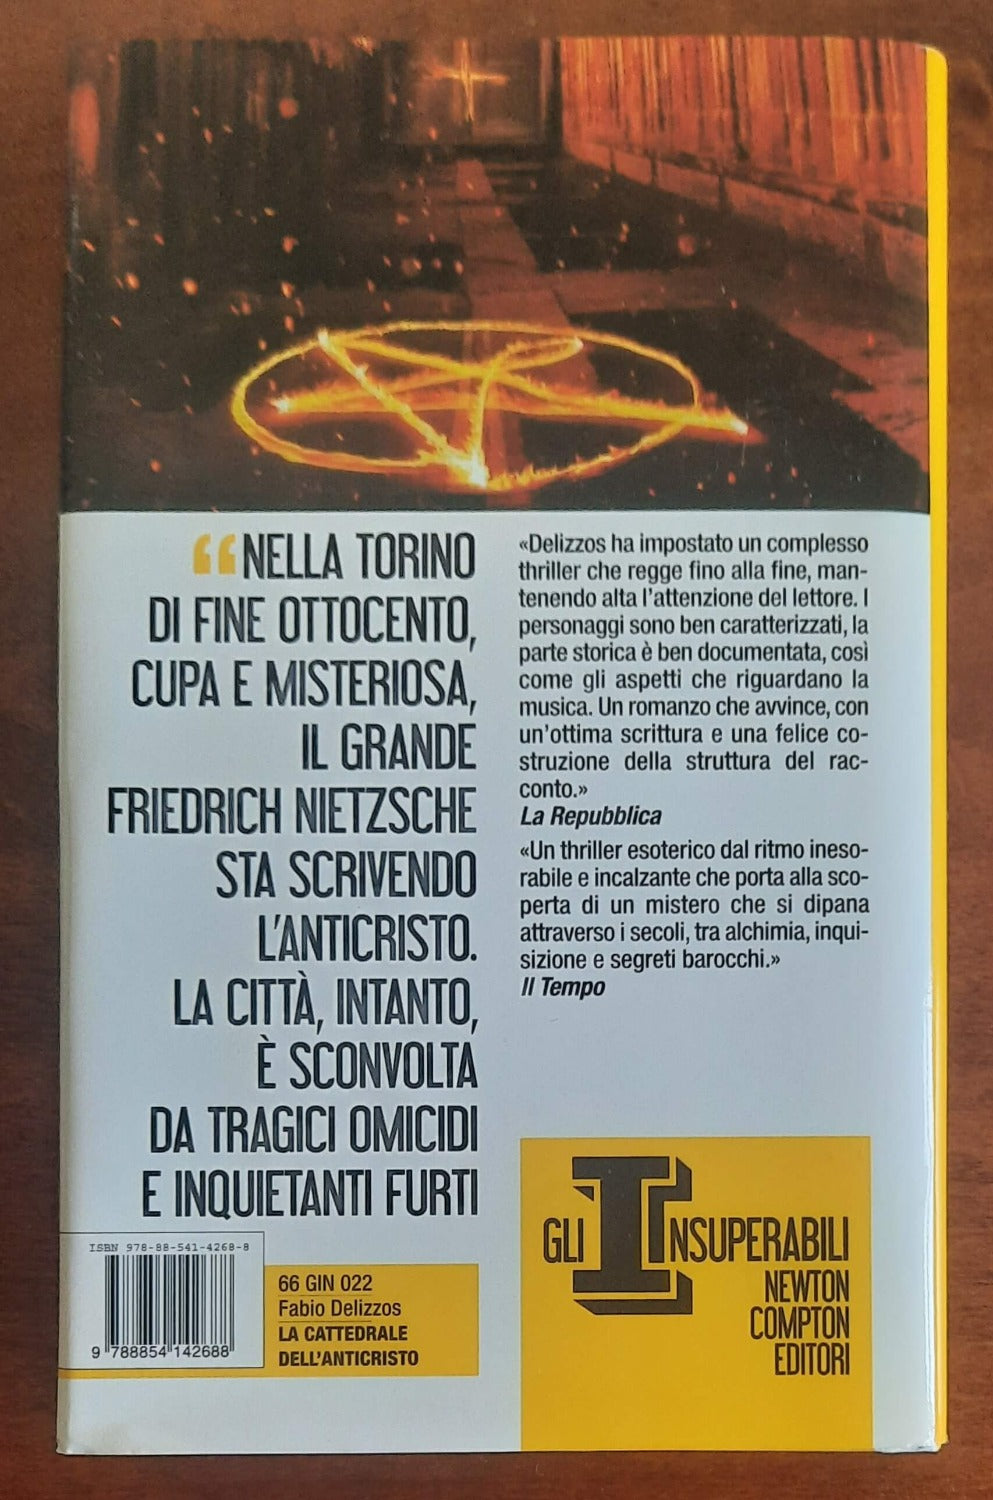 “NELLA TORINO
DI FINE OTTOCENTO,
CUPA E MISTERIOSA,
IL GRANDE
FRIEDRICH NIETZSCHE
STA SCRIVENDO
L'ANTICRISTO.
LA CITTÀ, INTANTO,
È SCONVOLTA
DA TRAGICI OMICIDI
E INQUIETANTI FURTI
«Delizzos ha impostato un complesso
thriller che regge fino alla fine, man-
tenendo alta l'attenzione del lettore. I
personaggi sono ben caratterizzati, la
parte storica è ben documentata, così
come gli aspetti che riguardano la
musica. Un romanzo che avvince, con
un'ottima scrittura e una felice co-
struzione della struttura del rac-
conto.»
La Repubblica
«Un thriller esoterico dal ritmo ineso-
rabile e incalzante che porta alla sco-
perta di un mistero che si dipana
attraverso i secoli, tra alchimia, inqui-
sizione e segreti barocchi.»
Il Tempo
ISBN 978-88-541-4268-8
9 788854 142688
66 GIN 022
Fabio Delizzos
LA CATTEDRALE
DELL'ANTICRISTO
GLI INSUPERABILI
NEWTON
COMPTON
EDITORI